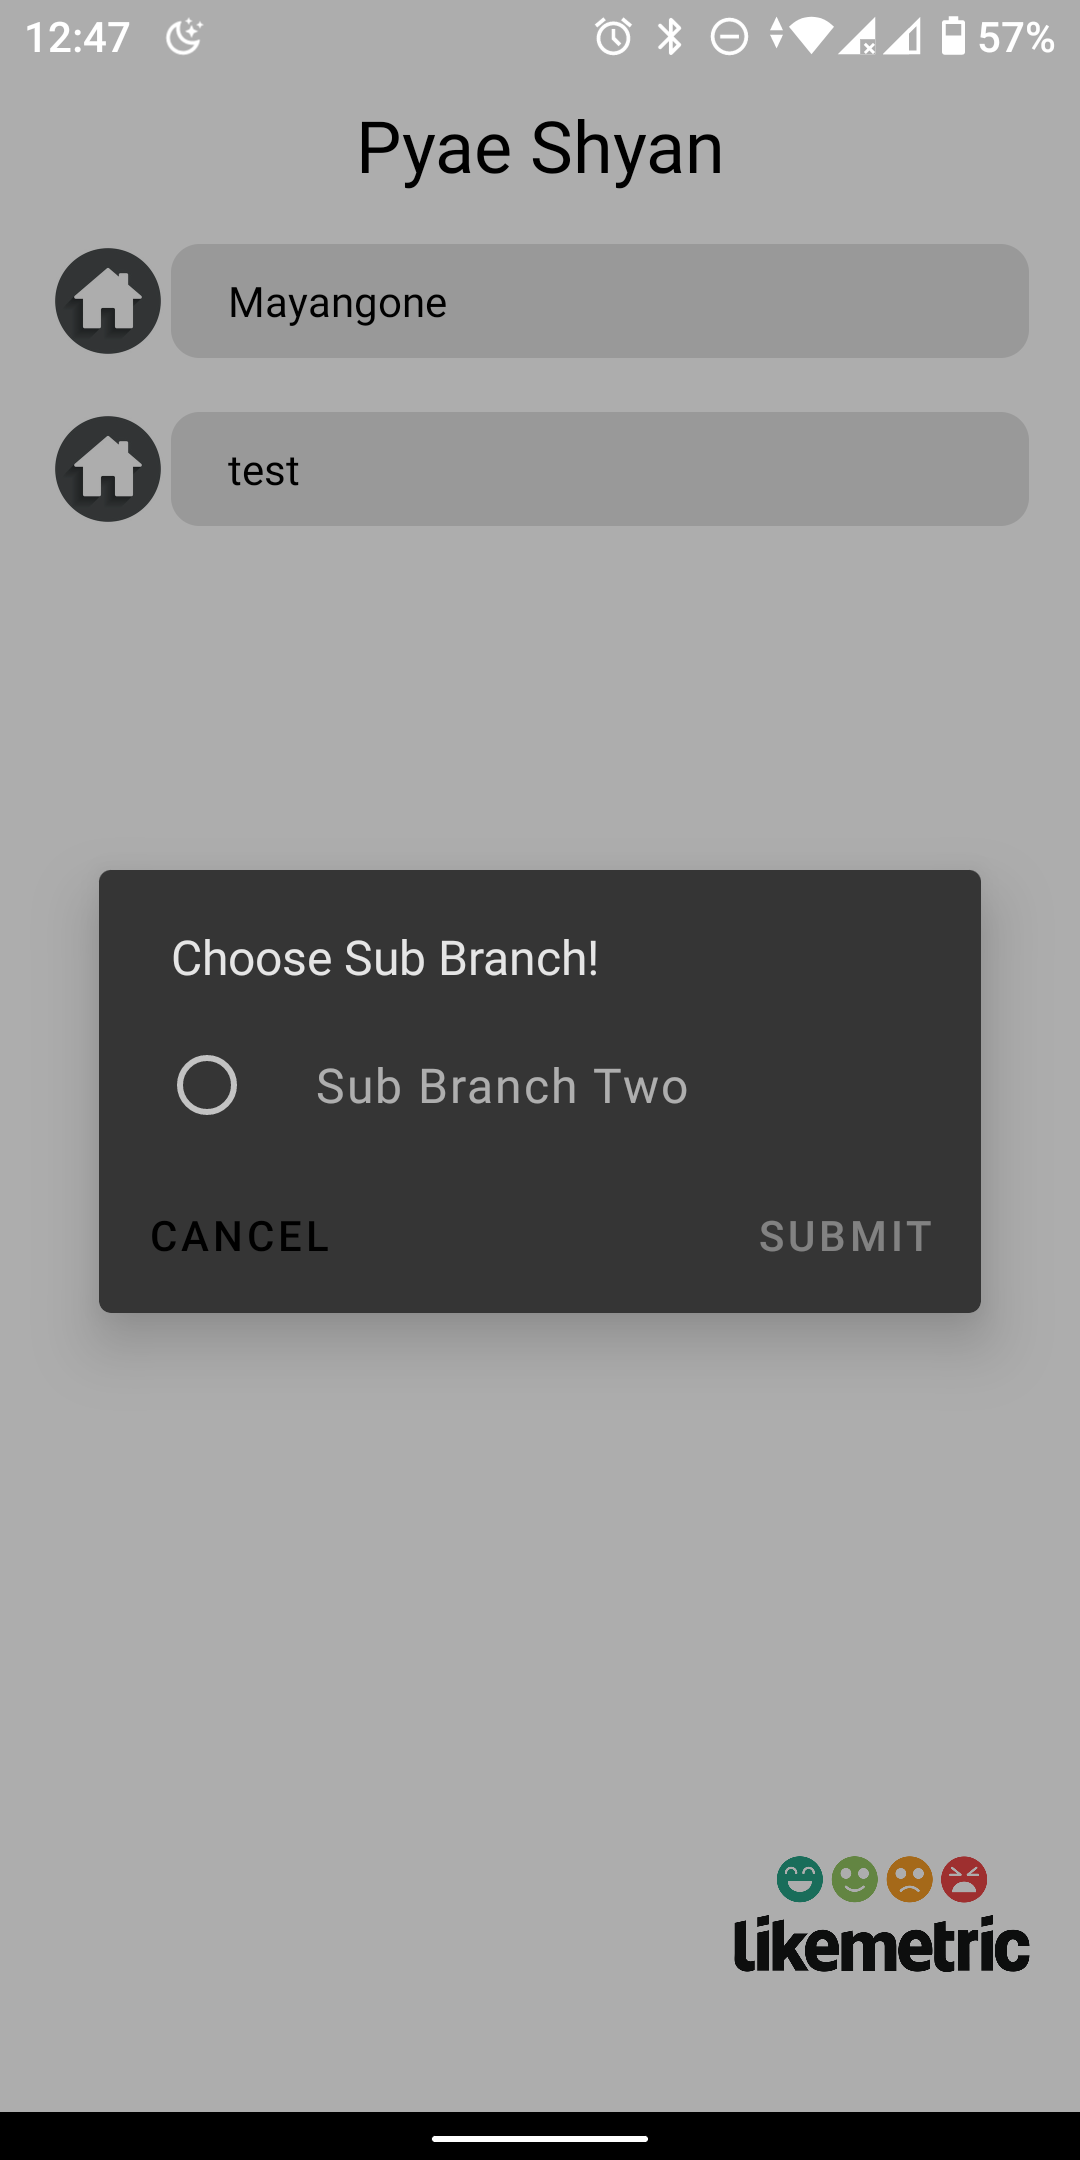 12:47 57%
Pyae Shyan
Mayangone
test
Choose Sub Branch!
Sub Branch Two
CANCEL SUBMIT
likemetric